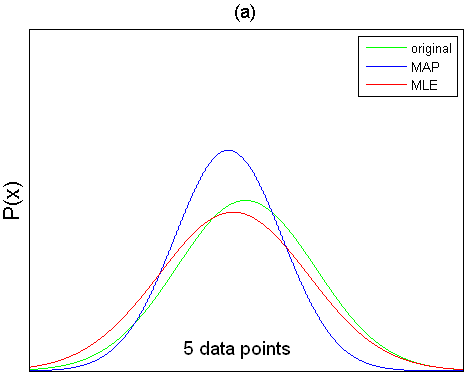 (a)
original
MAP
MLE
P(x)
5 data points